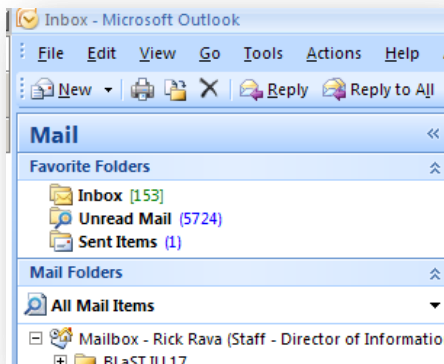 Inbox - Microsoft Outlook
File Edit View Go Tools Actions Help
New Reply Reply to All
Mail
Favorite Folders
Inbox [153]
Unread Mail (5724)
Sent Items (1)
Mail Folders
All Mail Items
Mailbox - Rick Rava (Staff - Director of Informatio